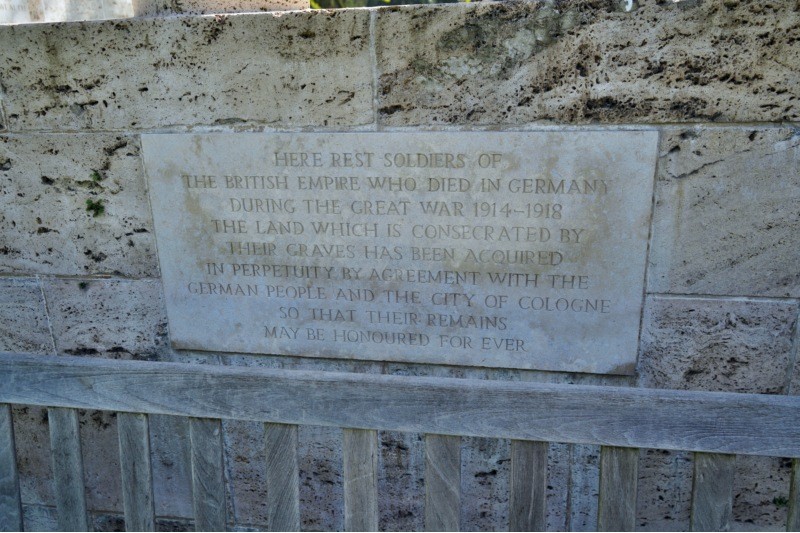 HERE REST SOLDIERS OF
THE BRITISH EMPIRE WHO DIED IN GERMANY
DURING THE GREAT WAR 1914-1918
THE LAND WHICH IS CONSECRATED BY
THEIR GRAVES HAS BEEN ACQUIRED
IN PERPETUITY BY AGREEMENT WITH THE
GERMAN PEOPLE AND THE CITY OF COLOGNE
SO THAT THEIR REMAINS
MAY BE HONOURED FOR EVER